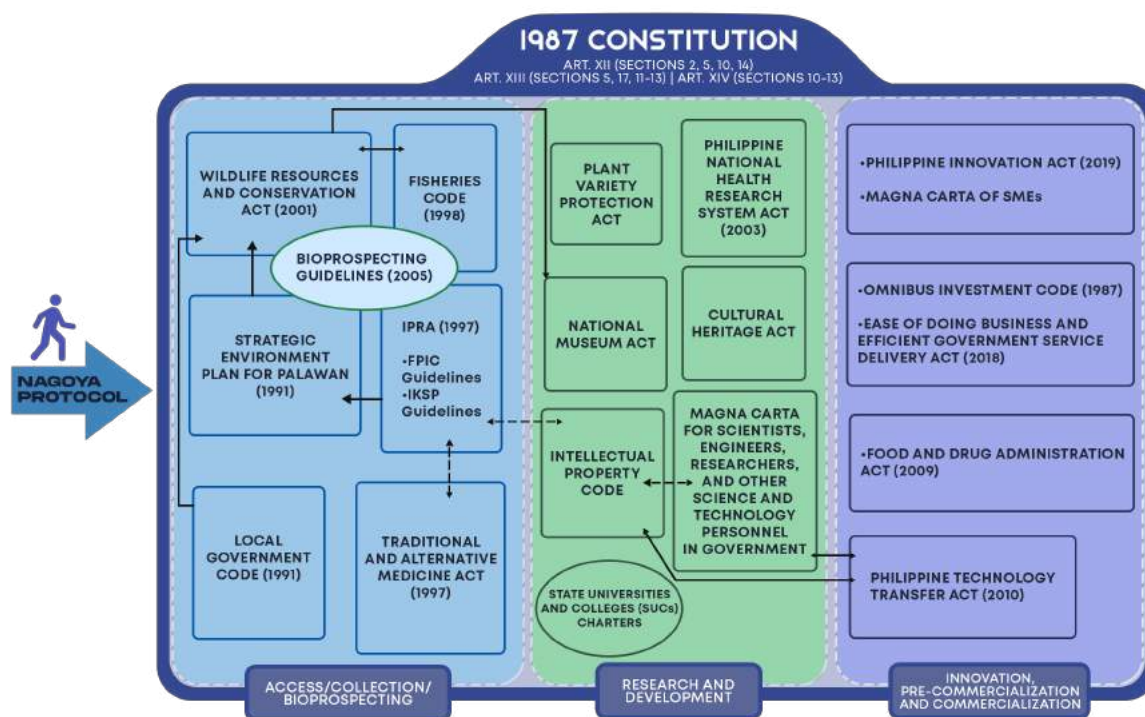 1987 CONSTITUTION
ART. XII (SECTIONS 2, 5, 10, 14)
ART. XIII (SECTIONS 5, 17, 11-13) | ART. XIV (SECTIONS 10-13)
NAGOYA
PROTOCOL
WILDLIFE RESOURCES
AND CONSERVATION
ACT (2001)
FISHERIES
CODE
(1998)
BIOPROSPECTING
GUIDELINES (2005)
STRATEGIC
ENVIRONMENT
PLAN FOR PALAWAN
(1991)
IPRA (1997)
•FPIC
Guidelines
•IKSP
Guidelines
LOCAL
GOVERNMENT
CODE (1991)
TRADITIONAL
AND ALTERNATIVE
MEDICINE ACT
(1997)
ACCESS/COLLECTION/
BIOPROSPECTING
PLANT
VARIETY
PROTECTION
ACT
PHILIPPINE
NATIONAL
HEALTH
RESEARCH
SYSTEM ACT
(2003)
NATIONAL
MUSEUM ACT
CULTURAL
HERITAGE ACT
INTELLECTUAL
PROPERTY
CODE
MAGNA CARTA
FOR SCIENTISTS,
ENGINEERS,
RESEARCHERS,
AND OTHER
SCIENCE AND
TECHNOLOGY
PERSONNEL
IN GOVERNMENT
STATE UNIVERSITIES
AND COLLEGES (SUCs)
CHARTERS
RESEARCH AND
DEVELOPMENT
•PHILIPPINE INNOVATION ACT (2019)
•MAGNA CARTA OF SMEs
•OMNIBUS INVESTMENT CODE (1987)
•EASE OF DOING BUSINESS AND
EFFICIENT GOVERNMENT SERVICE
DELIVERY ACT (2018)
•FOOD AND DRUG ADMINISTRATION
ACT (2009)
PHILIPPINE TECHNOLOGY
TRANSFER ACT (2010)
INNOVATION,
PRE-COMMERCIALIZATION
AND COMMERCIALIZATION